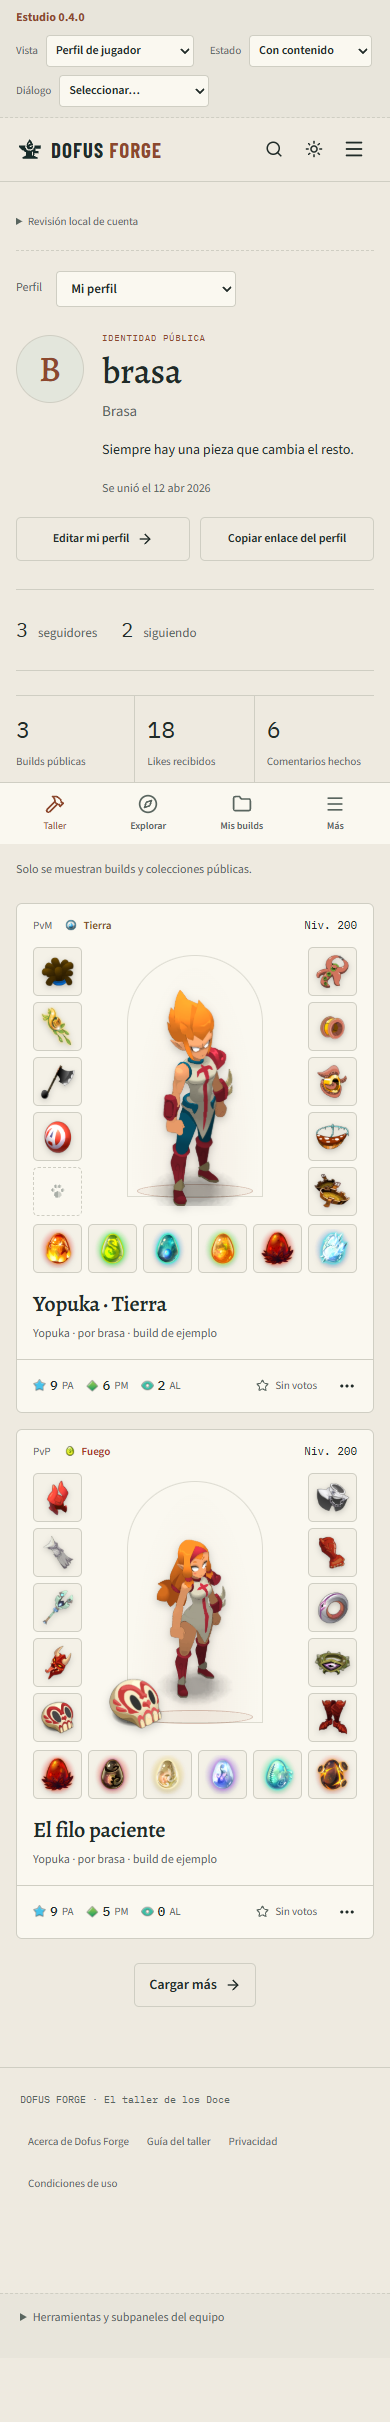 Estudio 0.4.0
Vista Perfil de jugador Estado Con contenido
Diálogo Seleccionar...
DOFUS FORGE
Revisión local de cuenta
Perfil Mi perfil
B
IDENTIDAD PÚBLICA
brasa
Brasa
Siempre hay una pieza que cambia el resto.
Se unió el 12 abr 2026
Editar mi perfil → Copiar enlace del perfil
3 seguidores 2 siguiendo
3 18 6
Builds públicas Likes recibidos Comentarios hechos
Taller Explorar Mis builds Más
Solo se muestran builds y colecciones públicas.
PvM Tierra Niv. 200
Yopuka · Tierra
Yopuka · por brasa · build de ejemplo
9 PA 6 PM 2 AL Sin votos
PvP Fuego Niv. 200
El filo paciente
Yopuka · por brasa · build de ejemplo
9 PA 5 PM 0 AL Sin votos
Cargar más →
DOFUS FORGE · El taller de los Doce
Acerca de Dofus Forge Guía del taller Privacidad
Condiciones de uso
Herramientas y subpaneles del equipo